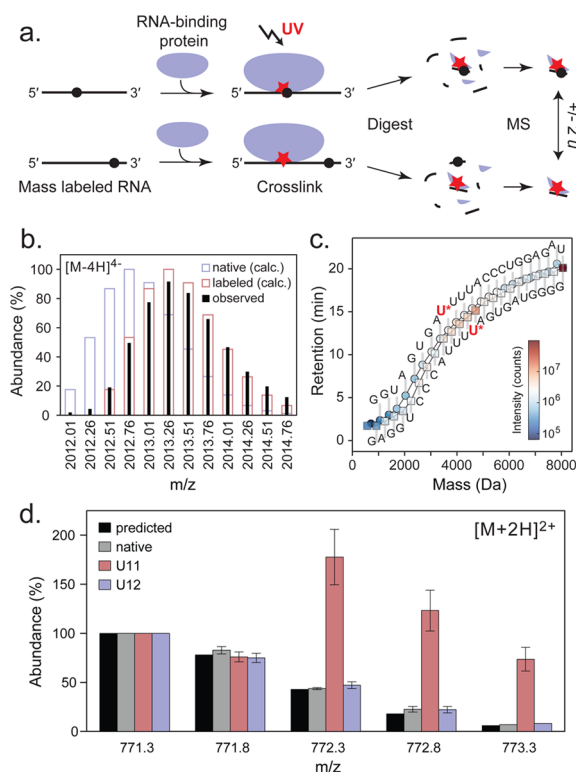 a.
RNA-binding
protein
UV
5′ 3′ 5′ 3′
Digest MS
+/- 2 u
5′ 3′ 5′ 3′
Mass labeled RNA
Crosslink
b.
[M-4H]4-
native (calc.)
labeled (calc.)
observed
Abundance (%)
100
80
60
40
20
0
2012.01 2012.26 2012.51 2012.76 2013.01 2013.26 2013.51 2013.76 2014.01 2014.26 2014.51 2014.76
m/z
c.
Retention (min)
20
15
10
5
0
GGUAGUGAU*UUACCCUGGAGAU
GAGGUCCCAUUUU*AGUGAUGGGG
Intensity (counts)
10⁷
10⁶
10⁵
0 2000 4000 6000 8000
Mass (Da)
d.
[M+2H]2+
predicted
native
U11
U12
Abundance (%)
200
150
100
50
0
771.3 771.8 772.3 772.8 773.3
m/z